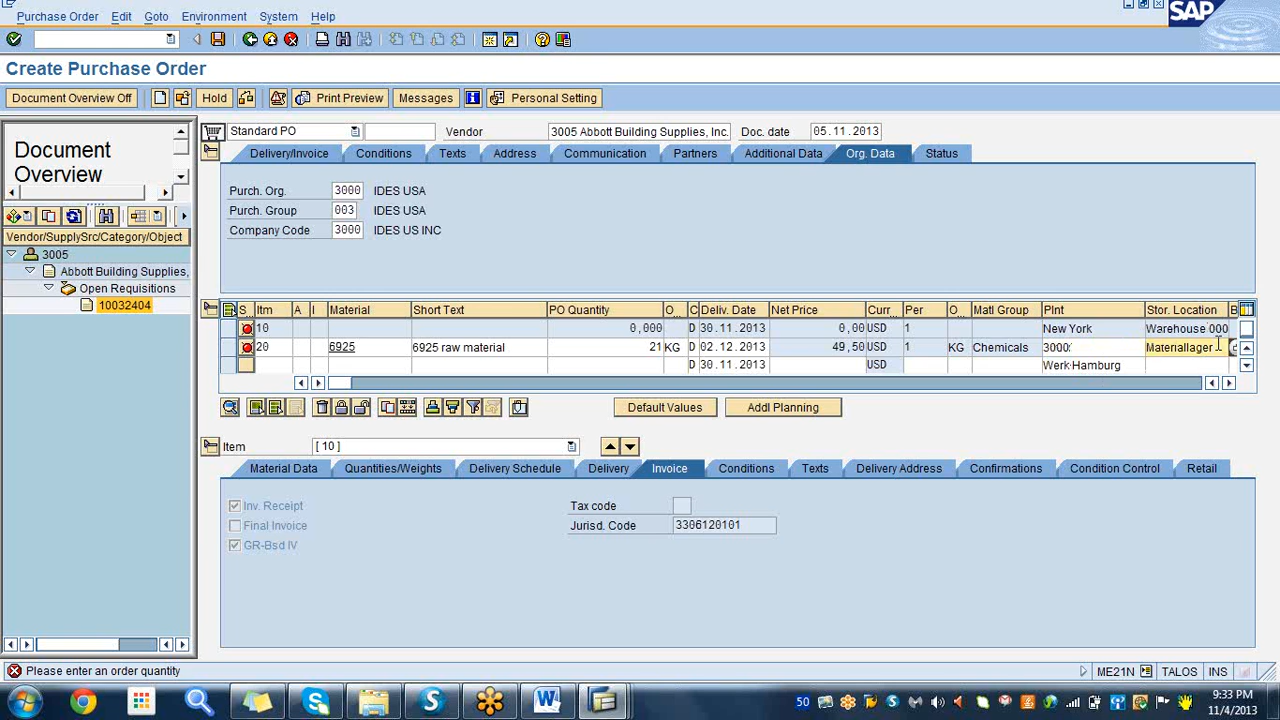 Purchase Order Edit Goto Environment System Help
SAP
Create Purchase Order
Document Overview Off Hold Print Preview Messages Personal Setting
Document Overview
Standard PO Vendor 3005 Abbott Building Supplies, Inc. Doc. date 05.11.2013
Delivery/Invoice Conditions Texts Address Communication Partners Additional Data Org. Data Status
Purch. Org. 3000 IDES USA
Purch. Group 003 IDES USA
Company Code 3000 IDES US INC
Vendor/SupplySrc/Category/Object
3005
Abbott Building Supplies,
Open Requisitions
10032404
S... Itm A I Material Short Text PO Quantity O... C Deliv. Date Net Price Curr... Per O... Matl Group Plnt Stor. Location
10 0,000 D 30.11.2013 0,00 USD 1 New York Warehouse 000
20 6925 6925 raw material 21 KG D 02.12.2013 49,50 USD 1 KG Chemicals 3000 Materiallager
D 30.11.2013 USD Werk Hamburg
Default Values Addl Planning
Item [ 10 ]
Material Data Quantities/Weights Delivery Schedule Delivery Invoice Conditions Texts Delivery Address Confirmations Condition Control Retail
Inv. Receipt Tax code
Final Invoice Jurisd. Code 3306120101
GR-Bsd IV
Please enter an order quantity ME21N TALOS INS
50 9:33 PM
11/4/2013